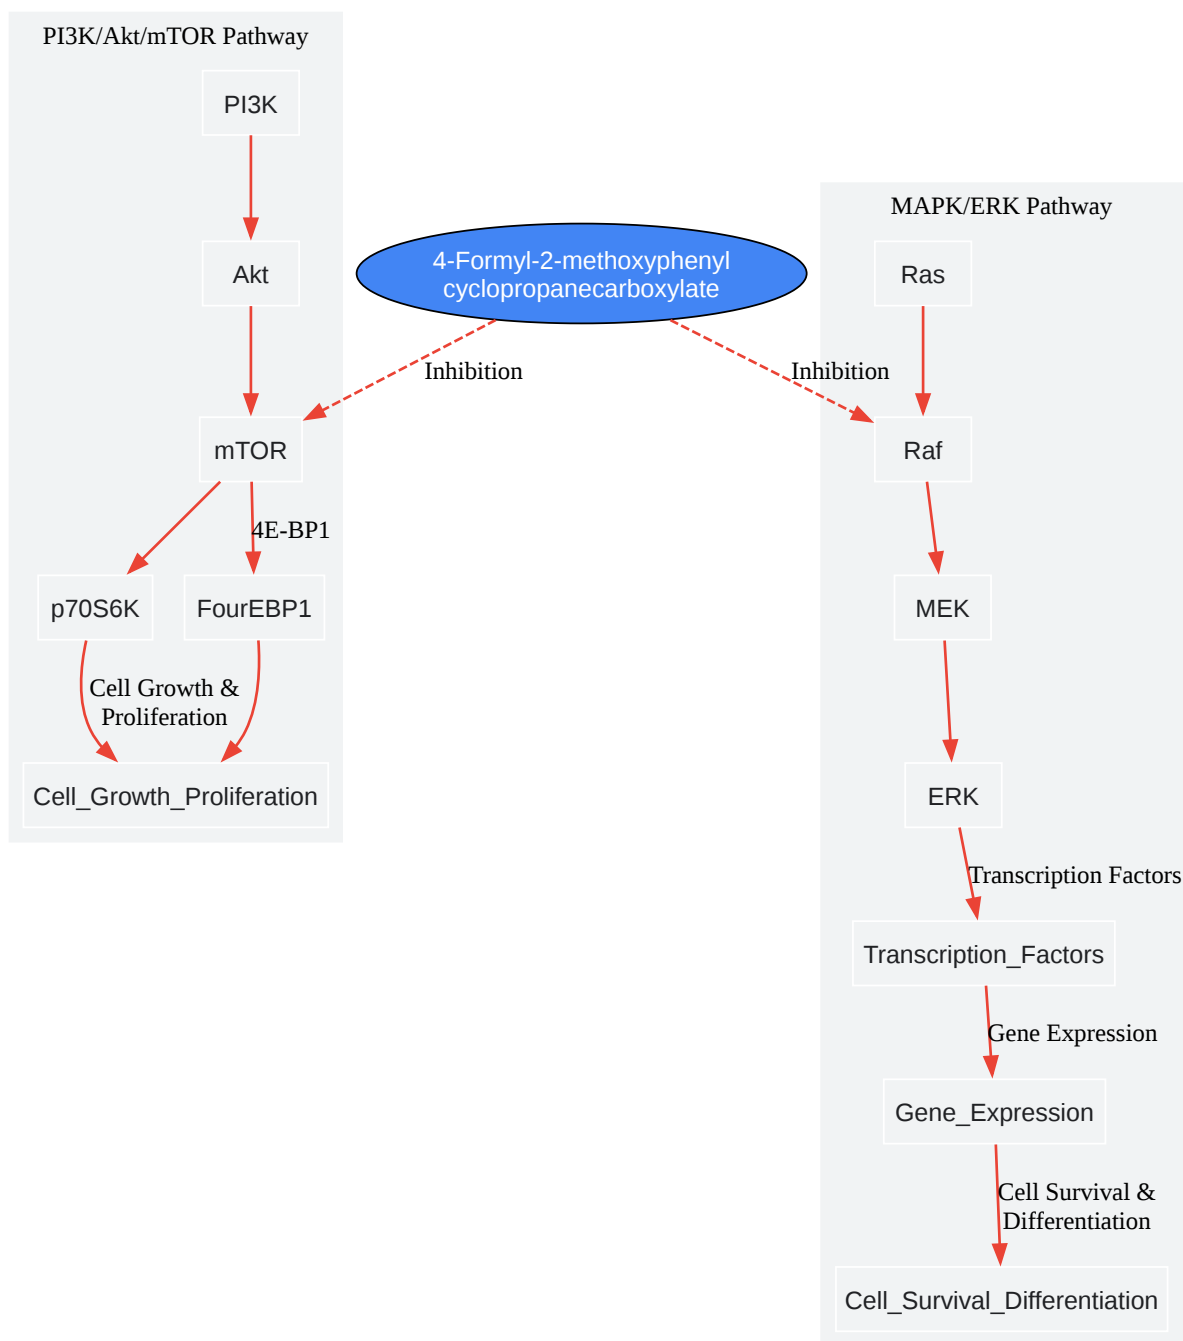 PI3K/Akt/mTOR Pathway
PI3K
Akt
mTOR
4E-BP1
p70S6K
FourEBP1
Cell Growth &
Proliferation
Cell_Growth_Proliferation
4-Formyl-2-methoxyphenyl
cyclopropanecarboxylate
Inhibition
Inhibition
MAPK/ERK Pathway
Ras
Raf
MEK
ERK
Transcription Factors
Transcription_Factors
Gene Expression
Gene_Expression
Cell Survival &
Differentiation
Cell_Survival_Differentiation